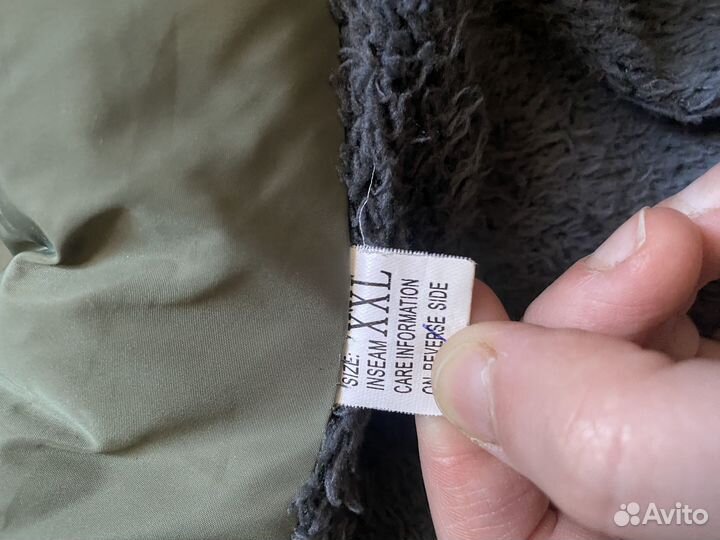 SIZE: XXL
INSEAM
CARE INFORMATION
ON REVERSE SIDE
Avito